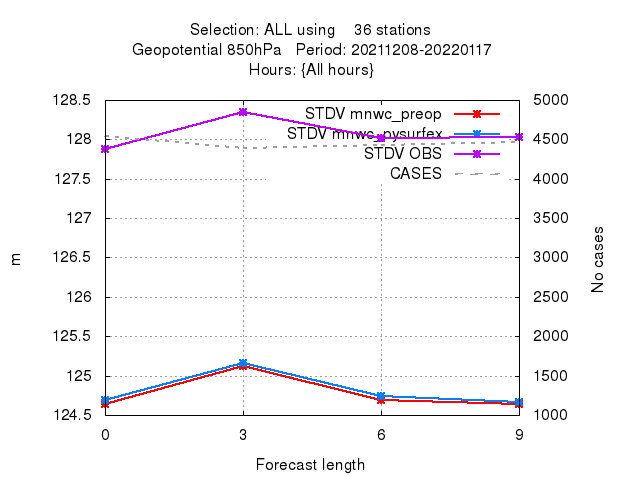 Selection: ALL using 36 stations
Geopotential 850hPa Period: 20211208-20220117
Hours: {All hours}
128.5
128
127.5
127
126.5
126
125.5
125
124.5
5000
4500
4000
3500
3000
2500
2000
1500
1000
STDV mnwc_preop
STDV mnwc_pysurfex
STDV OBS
CASES
m
No cases
0 3 6 9
Forecast length